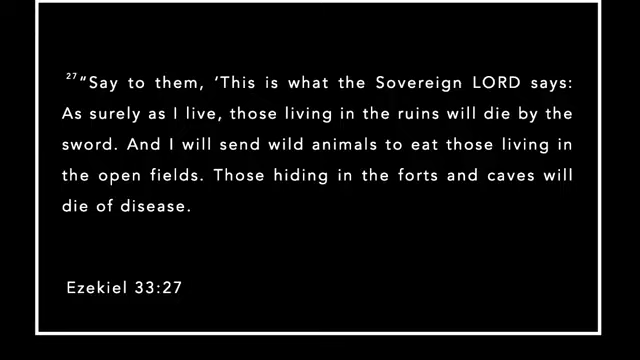 27"Say to them, ‘This is what the Sovereign LORD says:
As surely as I live, those living in the ruins will die by the
sword. And I will send wild animals to eat those living in
the open fields. Those hiding in the forts and caves will
die of disease.
Ezekiel 33:27